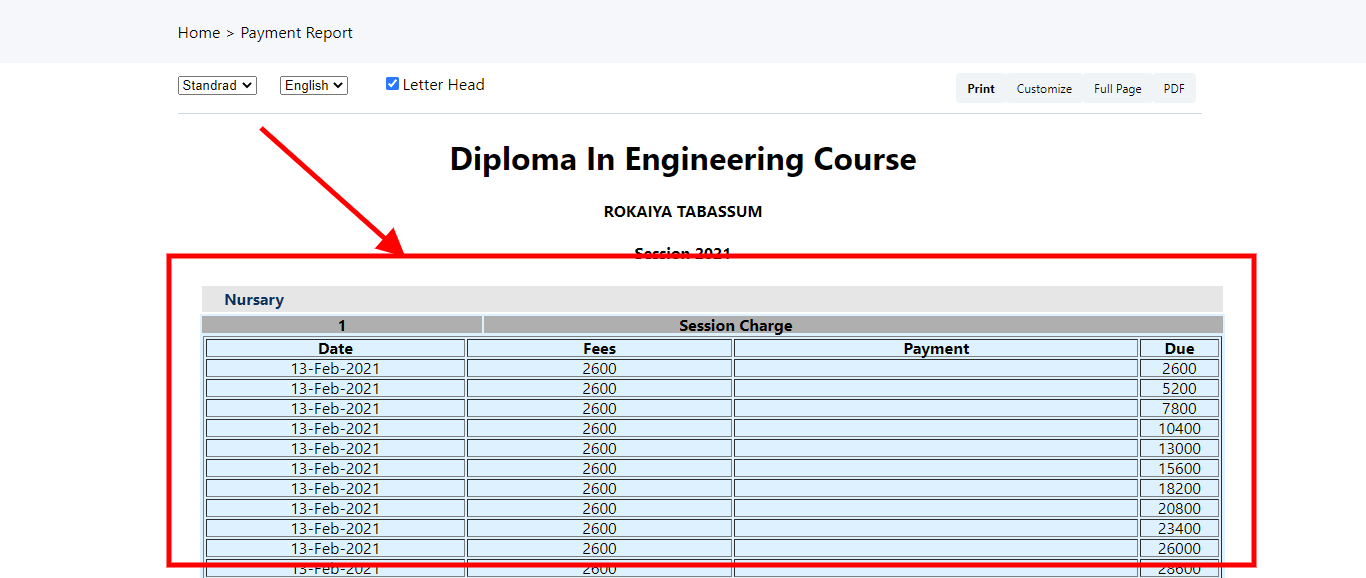 Home > Payment Report
Standrad English Letter Head Print Customize Full Page PDF
Diploma In Engineering Course
ROKAIYA TABASSUM
Session 2021
Nursary
1 Session Charge
Date Fees Payment Due
13-Feb-2021 2600 2600
13-Feb-2021 2600 5200
13-Feb-2021 2600 7800
13-Feb-2021 2600 10400
13-Feb-2021 2600 13000
13-Feb-2021 2600 15600
13-Feb-2021 2600 18200
13-Feb-2021 2600 20800
13-Feb-2021 2600 23400
13-Feb-2021 2600 26000
13-Feb-2021 2600 28600